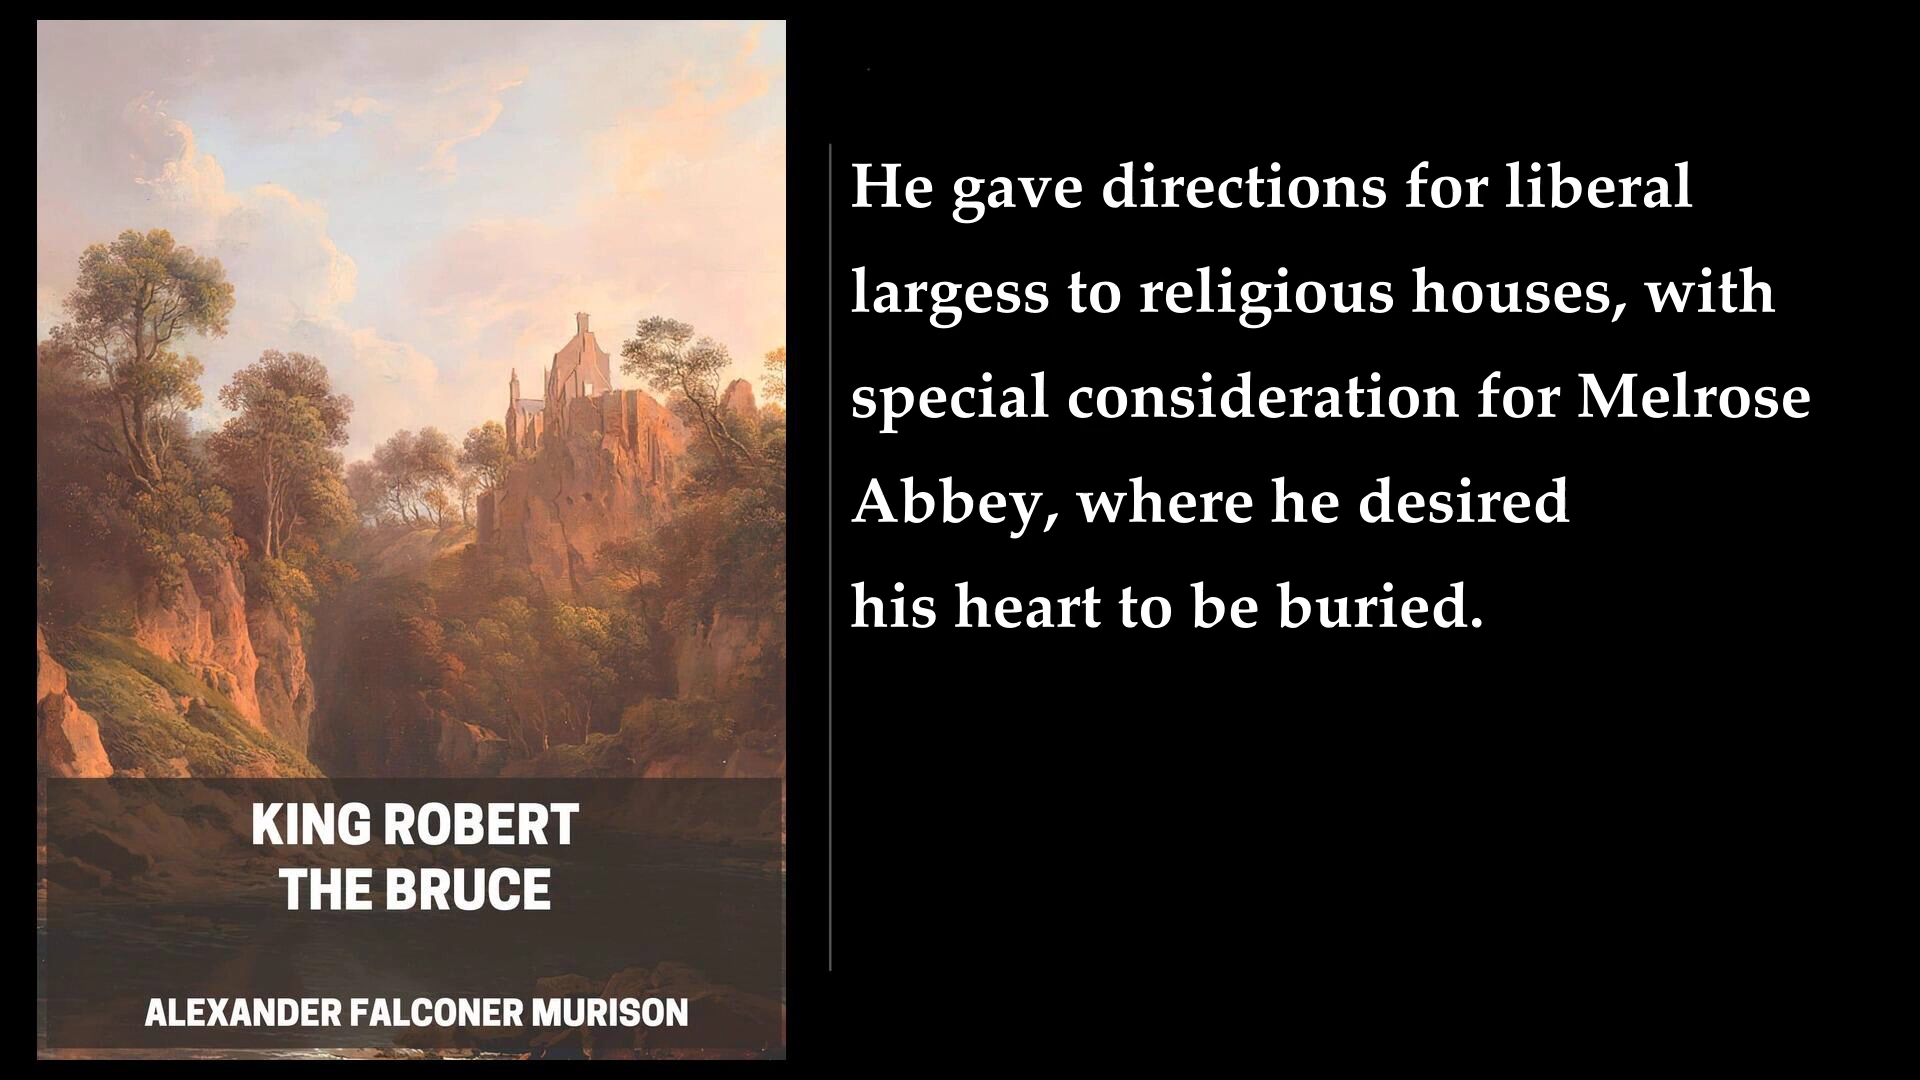 He gave directions for liberal
largess to religious houses, with
special consideration for Melrose
Abbey, where he desired
his heart to be buried.
KING ROBERT
THE BRUCE
ALEXANDER FALCONER MURISON